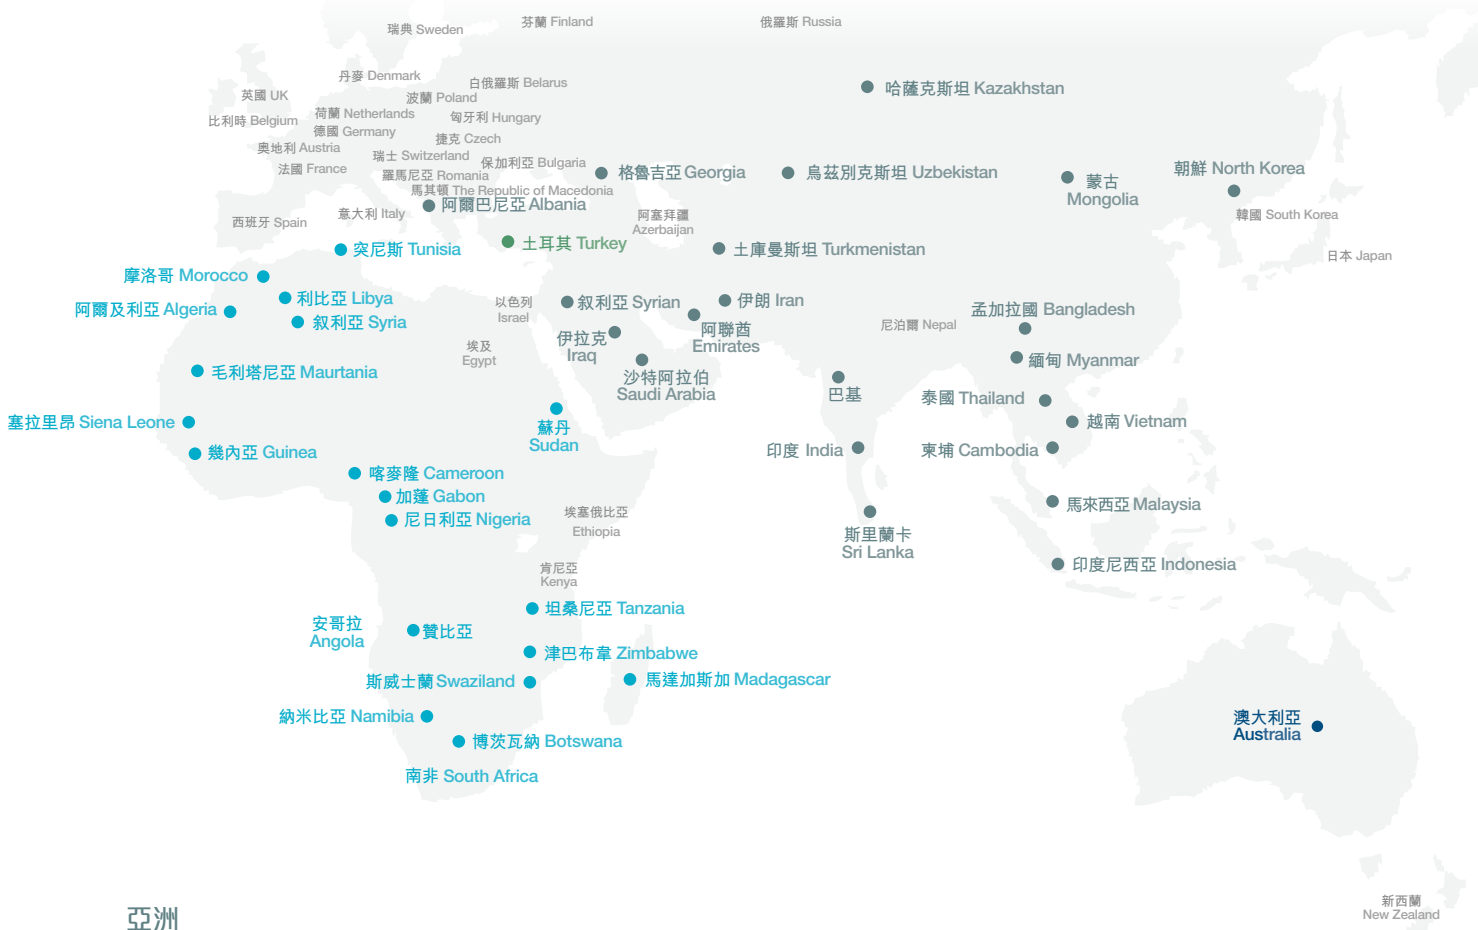 瑞典 Sweden
芬蘭 Finland
俄羅斯 Russia
丹麥 Denmark
白俄羅斯 Belarus
哈薩克斯坦 Kazakhstan
英國 UK
波蘭 Poland
比利時 Belgium
荷蘭 Netherlands
匈牙利 Hungary
德國 Germany
捷克 Czech
奧地利 Austria
瑞士 Switzerland
保加利亞 Bulgaria
法國 France
羅馬尼亞 Romania
格魯吉亞 Georgia
烏茲別克斯坦 Uzbekistan
朝鮮 North Korea
馬其頓 The Republic of Macedonia
蒙古
Mongolia
阿爾巴尼亞 Albania
西班牙 Spain
意大利 Italy
阿塞拜疆
Azerbaijan
韓國 South Korea
突尼斯 Tunisia
土耳其 Turkey
土庫曼斯坦 Turkmenistan
日本 Japan
摩洛哥 Morocco
利比亞 Libya
以色列
Israel
叙利亞 Syrian
伊朗 Iran
阿爾及利亞 Algeria
叙利亞 Syria
孟加拉國 Bangladesh
尼泊爾 Nepal
伊拉克
Iraq
阿聯酋
Emirates
埃及
Egypt
緬甸 Myanmar
毛利塔尼亞 Maurtania
沙特阿拉伯
Saudi Arabia
巴基
泰國 Thailand
塞拉里昂 Siena Leone
蘇丹
Sudan
越南 Vietnam
幾內亞 Guinea
印度 India
柬埔 Cambodia
喀麥隆 Cameroon
加蓬 Gabon
尼日利亞 Nigeria
埃塞俄比亞
Ethiopia
馬來西亞 Malaysia
斯里蘭卡
Sri Lanka
肯尼亞
Kenya
印度尼西亞 Indonesia
坦桑尼亞 Tanzania
安哥拉
Angola
贊比亞
津巴布韋 Zimbabwe
斯威士蘭 Swaziland
馬達加斯加 Madagascar
納米比亞 Namibia
澳大利亞
Australia
博茨瓦納 Botswana
南非 South Africa
新西蘭
New Zealand
亞洲